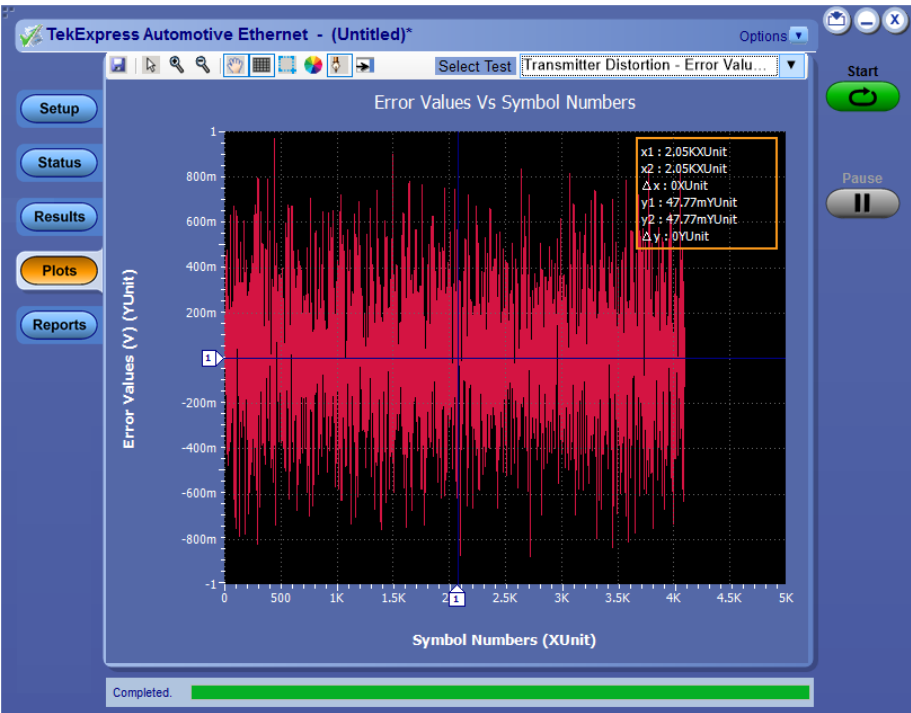 TekExpress Automotive Ethernet - (Untitled)*
Options
X
Select Test
Transmitter Distortion - Error Valu...
Start
Pause
Setup
Status
Results
Plots
Reports
Error Values Vs Symbol Numbers
x1 : 2.05KXUnit
x2 : 2.05KXUnit
Δx : 0XUnit
y1 : 47.77mYUnit
y2 : 47.77mYUnit
Δy : 0YUnit
Error Values (V) (YUnit)
1
800m
600m
400m
200m
1
-200m
-400m
-600m
-800m
-1
0 500 1K 1.5K 2 1 2.5K 3K 3.5K 4K 4.5K 5K
Symbol Numbers (XUnit)
Completed.